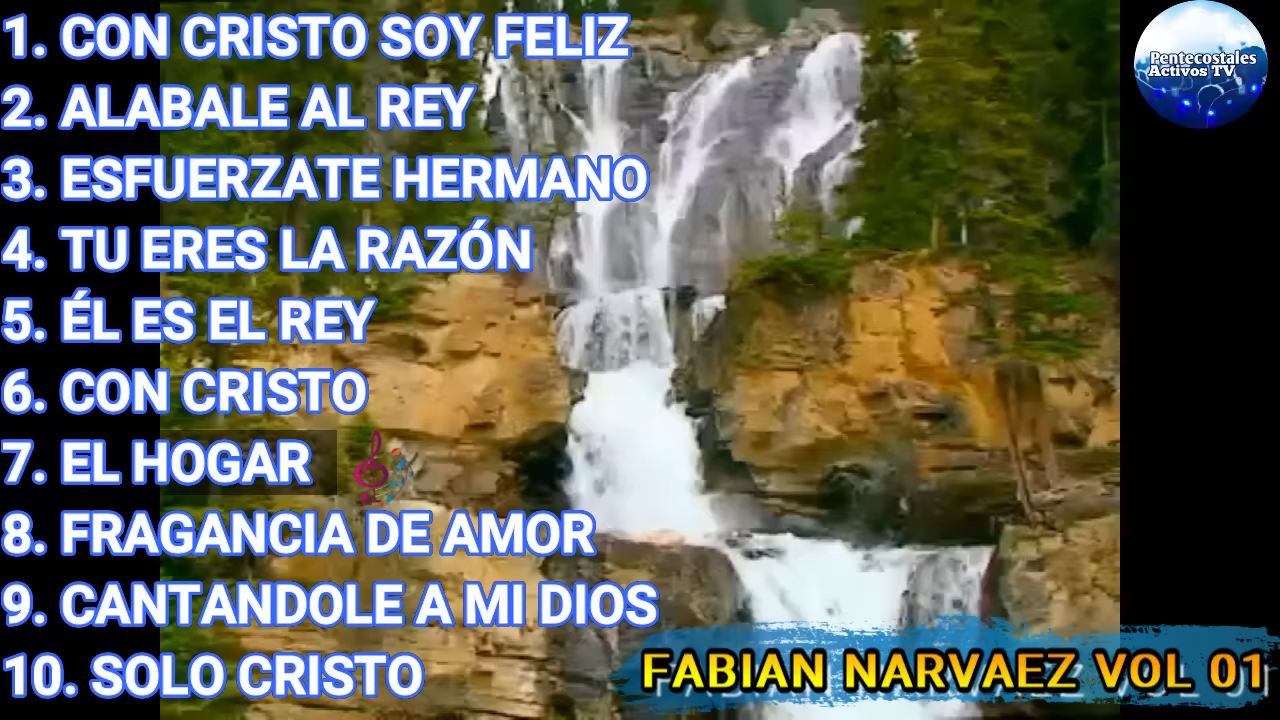 1. CON CRISTO SOY FELIZ
2. ALABALE AL REY
3. ESFUERZATE HERMANO
4. TU ERES LA RAZÓN
5. ÉL ES EL REY
6. CON CRISTO
7. EL HOGAR
8. FRAGANCIA DE AMOR
9. CANTANDOLE A MI DIOS
10. SOLO CRISTO
Pentecostales
Activos TV
FABIAN NARVAEZ VOL 01